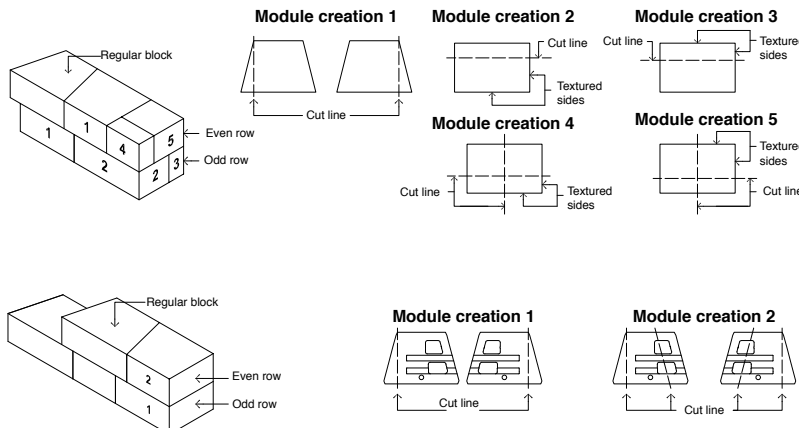 Module creation 1
Module creation 2
Module creation 3
Regular block
Cut line
Textured
sides
Cut line
Cut line
Textured
sides
Module creation 4
Module creation 5
1
1
4
5
2
2
3
Even row
Odd row
Cut line
Textured
sides
Textured
sides
Cut line
Regular block
Module creation 1
Module creation 2
2
1
Even row
Odd row
Cut line
Cut line